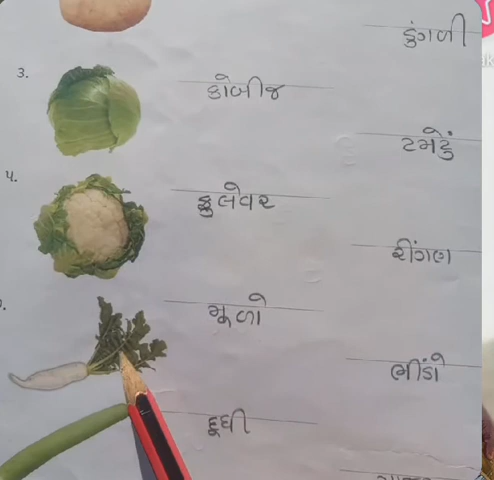 ડુંગળી
3.
કોબીજ
ટમેટું
૫.
ફુલેવર
રીંગણ
મૂળો
ભીંડો
દૂધી